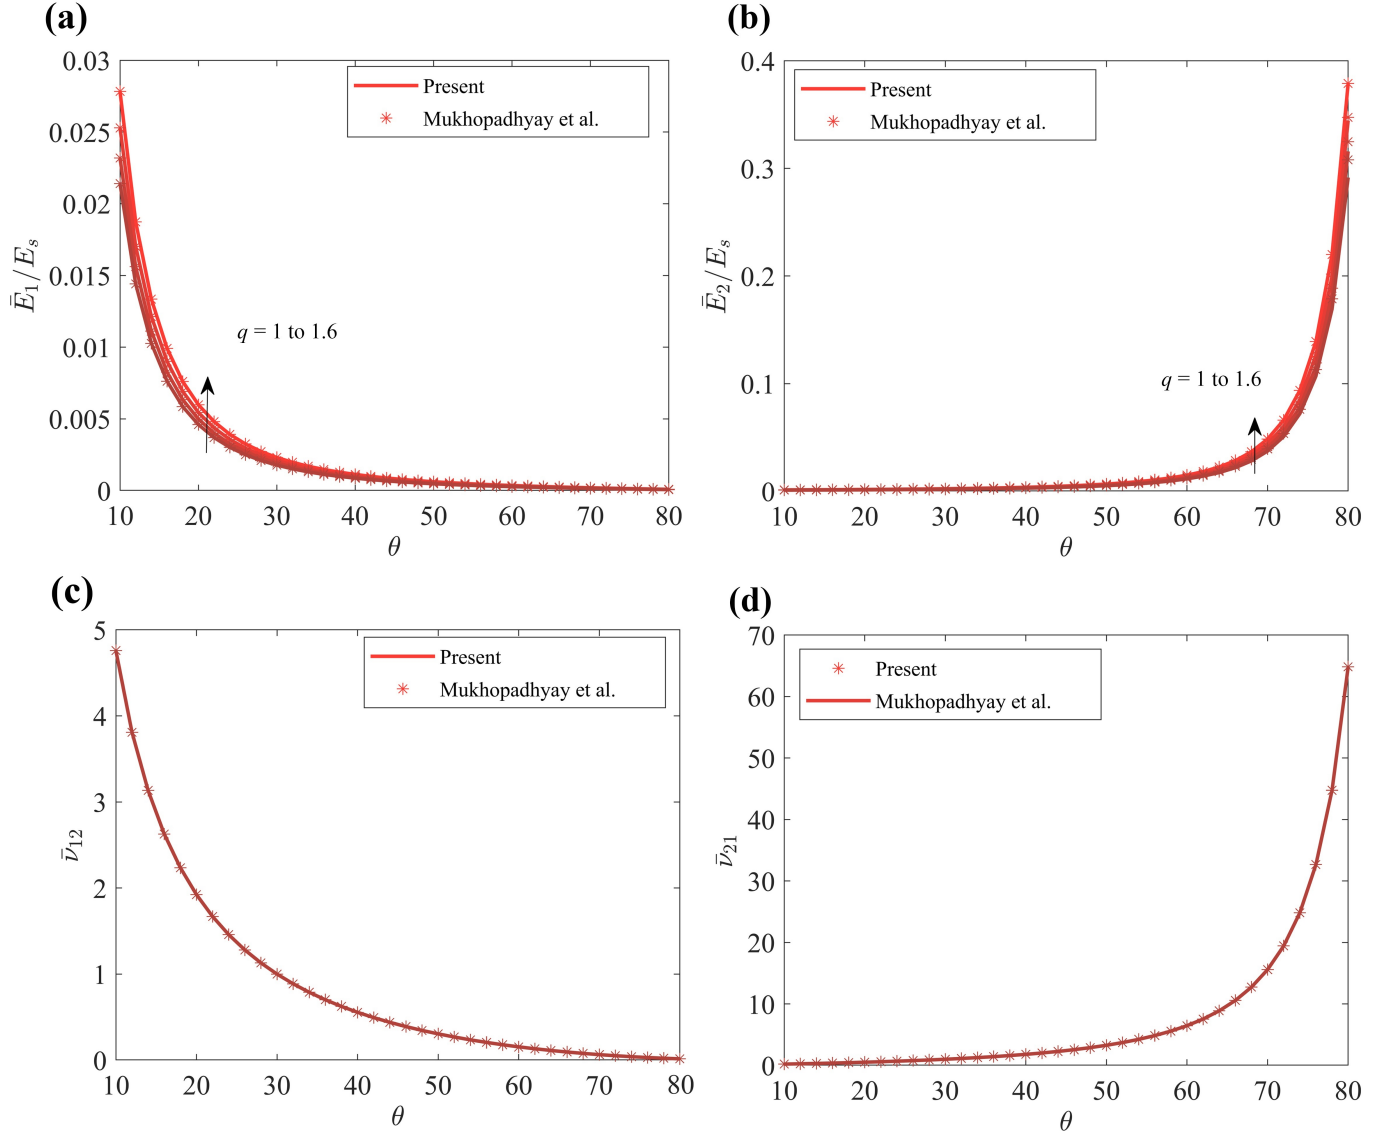 (a)
0.03
0.025
0.02
0.015
0.01
0.005
0
Ē₁/Eₛ
Present
Mukhopadhyay et al.
q = 1 to 1.6
10 20 30 40 50 60 70 80
θ
(b)
0.4
0.3
0.2
0.1
0
Ē₂/Eₛ
Present
Mukhopadhyay et al.
q = 1 to 1.6
10 20 30 40 50 60 70 80
θ
(c)
5
4
3
2
1
0
ν̄₁₂
Present
Mukhopadhyay et al.
10 20 30 40 50 60 70 80
θ
(d)
70
60
50
40
30
20
10
0
ν̄₂₁
Present
Mukhopadhyay et al.
10 20 30 40 50 60 70 80
θ